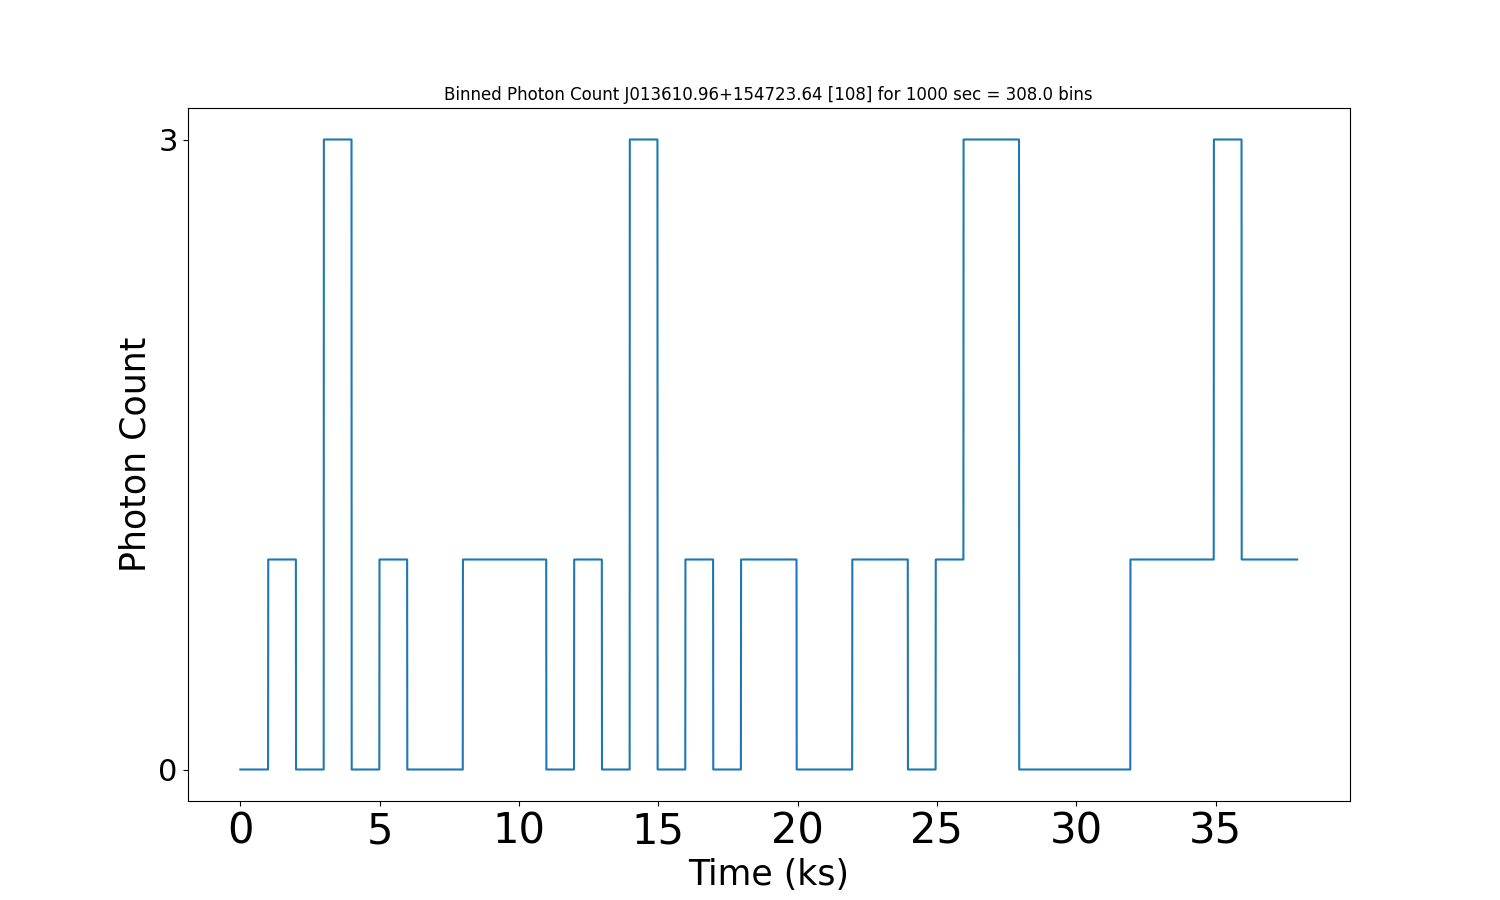 Binned Photon Count J013610.96+154723.64 [108] for 1000 sec = 308.0 bins
3
Photon Count
0
0 5 10 15 20 25 30 35
Time (ks)